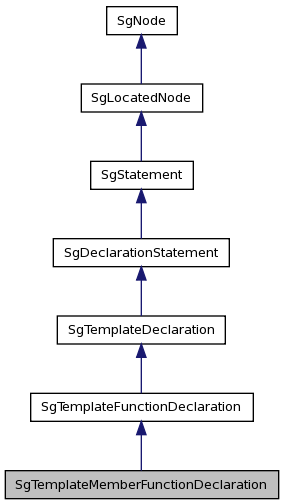 SgNode
SgLocatedNode
SgStatement
SgDeclarationStatement
SgTemplateDeclaration
SgTemplateFunctionDeclaration
SgTemplateMemberFunctionDeclaration